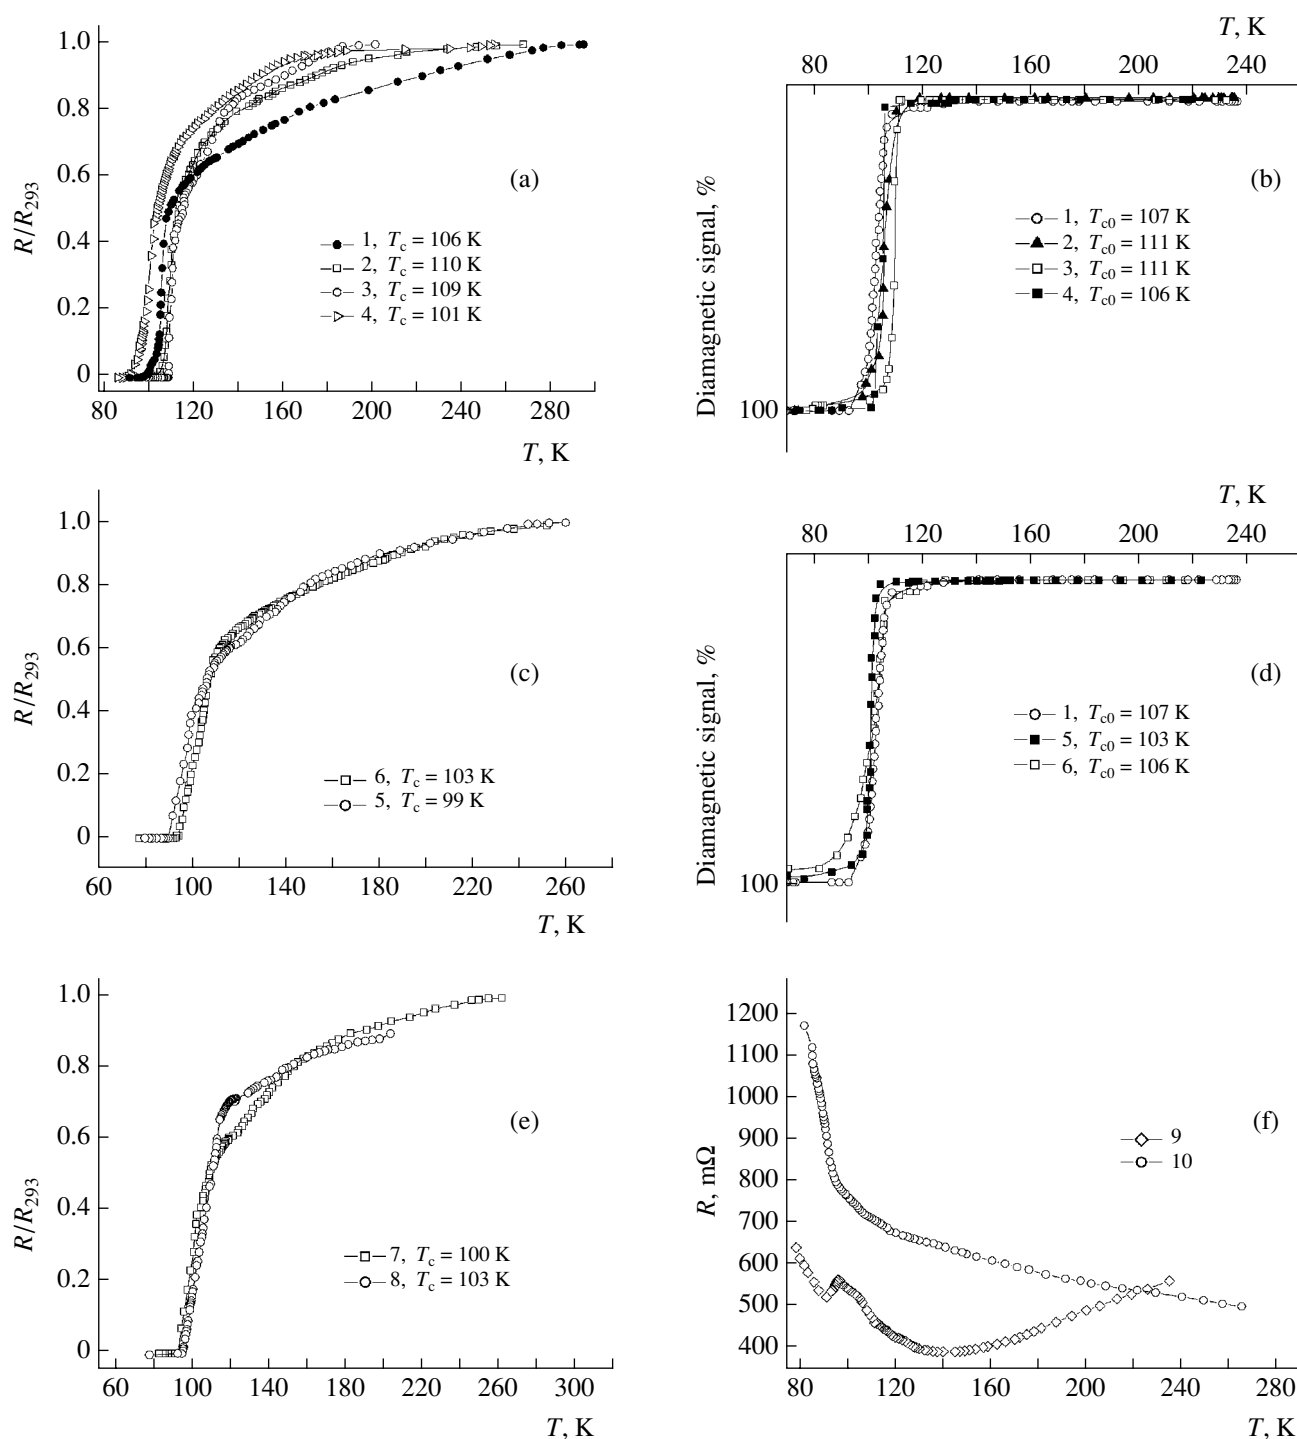 R/R293
1.0
0.8
0.6
0.4
0.2
0
80 120 160 200 240 280
T, K
(a)
1, Tc = 106 K
2, Tc = 110 K
3, Tc = 109 K
4, Tc = 101 K
T, K
80 120 200 240
Diamagnetic signal, %
100
(b)
1, Tc0 = 107 K
2, Tc0 = 111 K
3, Tc0 = 111 K
4, Tc0 = 106 K
R/R293
1.0
0.8
0.6
0.4
0.2
0
60 100 140 180 220 260
T, K
(c)
6, Tc = 103 K
5, Tc = 99 K
T, K
80 120 200 240
Diamagnetic signal, %
100
(d)
1, Tc0 = 107 K
5, Tc0 = 103 K
6, Tc0 = 106 K
R/R293
1.0
0.8
0.6
0.4
0.2
0
60 100 140 180 220 260 300
T, K
(e)
7, Tc = 100 K
8, Tc = 103 K
R, mΩ
1200
1100
1000
900
800
700
600
500
400
80 120 160 200 240 280
T, K
(f)
9
10